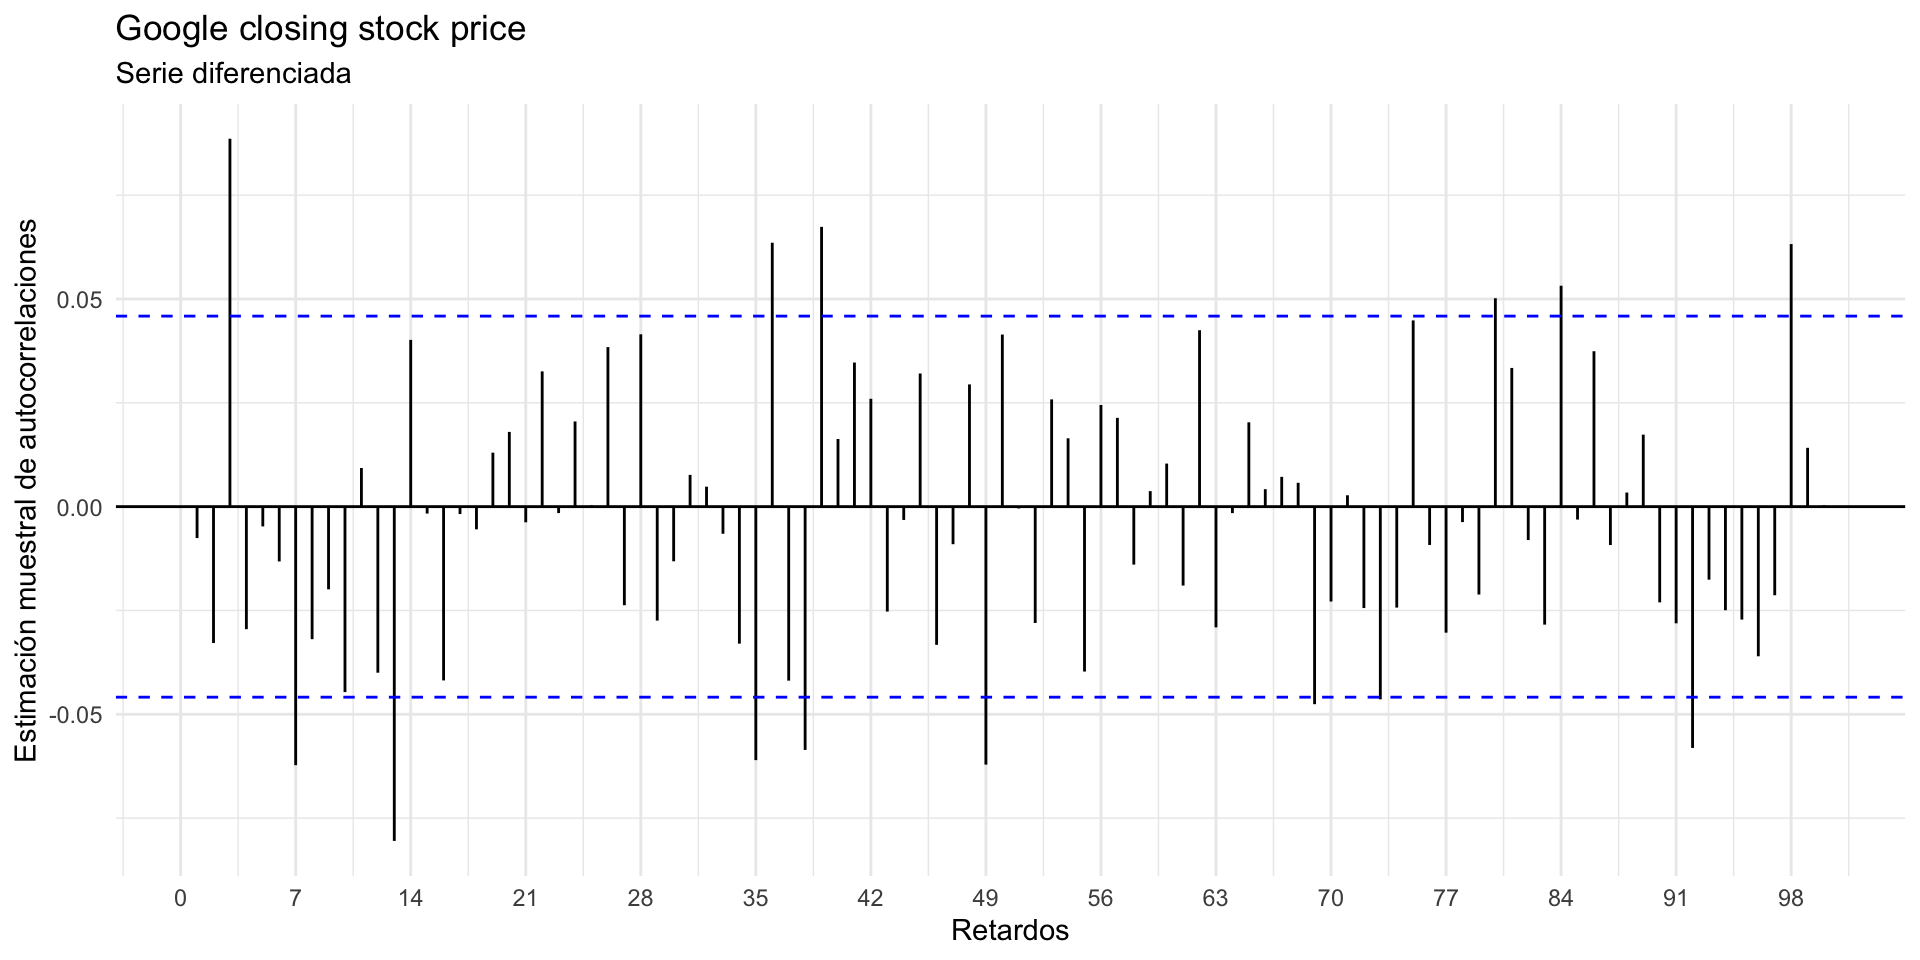 Google closing stock price
Serie diferenciada
Estimación muestral de autocorrelaciones
0.05
0.00
-0.05
0 7 14 21 28 35 42 49 56 63 70 77 84 91 98
Retardos